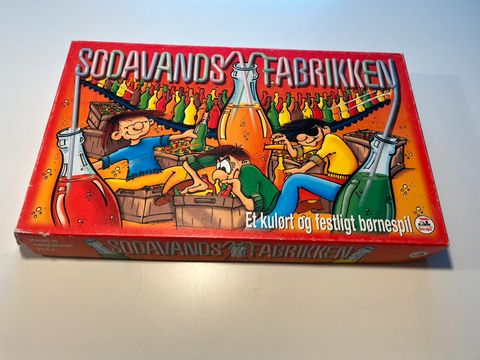 SODAVANDS FABRIKKEN
Et kulørt og festligt børnespil
SODAVANDS FABRIKKEN